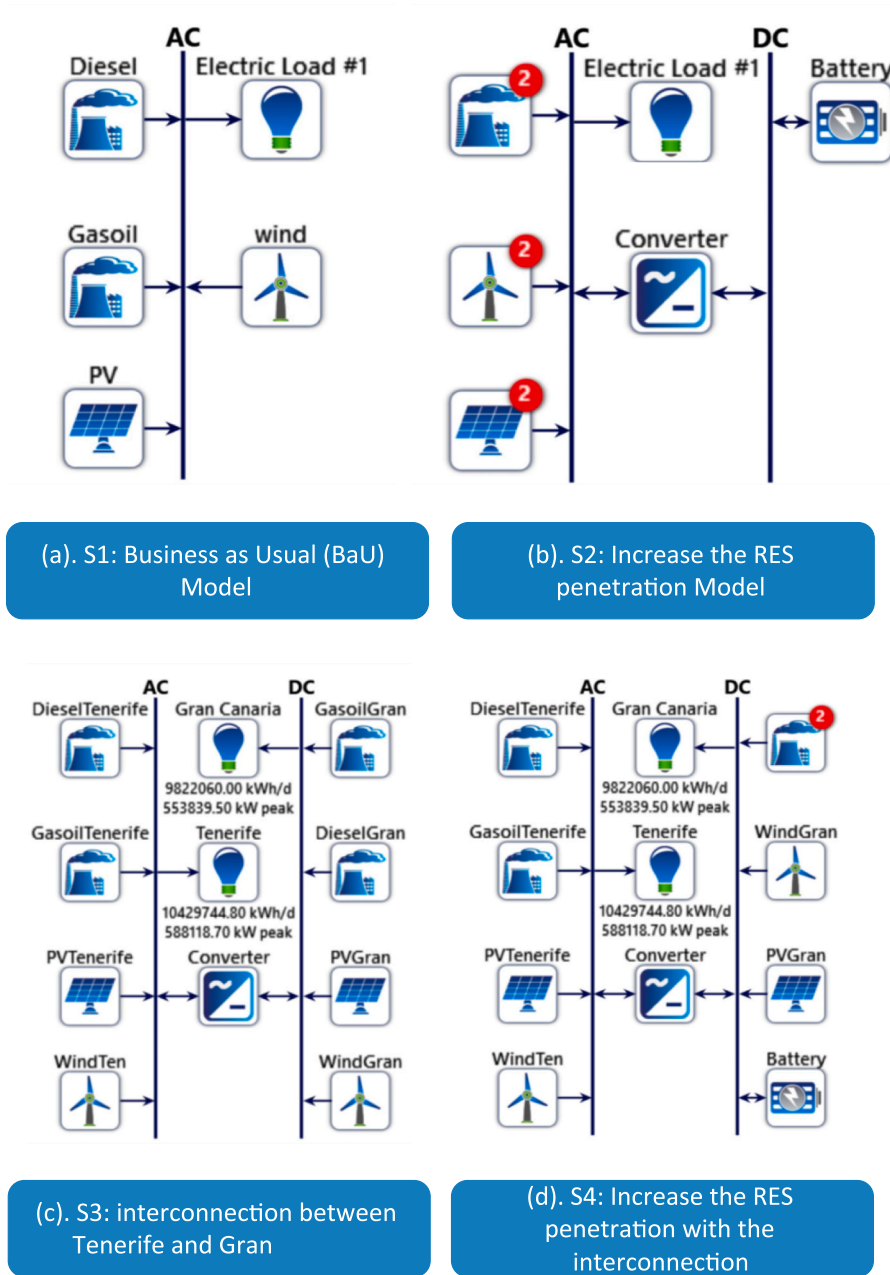 AC
Diesel
Electric Load #1
Gasoil
wind
PV
AC
DC
2
Electric Load #1
Battery
2
Converter
2
(a). S1: Business as Usual (BaU)
Model
(b). S2: Increase the RES
penetration Model
AC
DC
DieselTenerife
Gran Canaria
GasoilGran
9822060.00 kWh/d
553839.50 kW peak
GasoilTenerife
Tenerife
DieselGran
10429744.80 kWh/d
588118.70 kW peak
PVTenerife
Converter
PVGran
WindTen
WindGran
AC
DC
DieselTenerife
Gran Canaria
2
9822060.00 kWh/d
553839.50 kW peak
GasoilTenerife
Tenerife
WindGran
10429744.80 kWh/d
588118.70 kW peak
PVTenerife
Converter
PVGran
WindTen
Battery
(c). S3: interconnection between
Tenerife and Gran
(d). S4: Increase the RES
penetration with the
interconnection